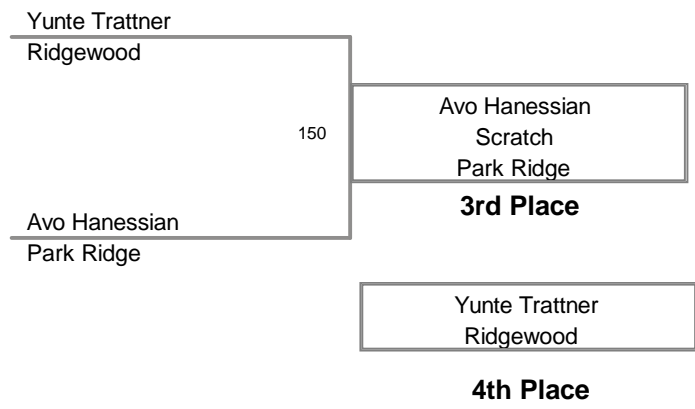 Yunte Trattner
Ridgewood
150
Avo Hanessian
Scratch
Park Ridge
3rd Place
Avo Hanessian
Park Ridge
Yunte Trattner
Ridgewood
4th Place